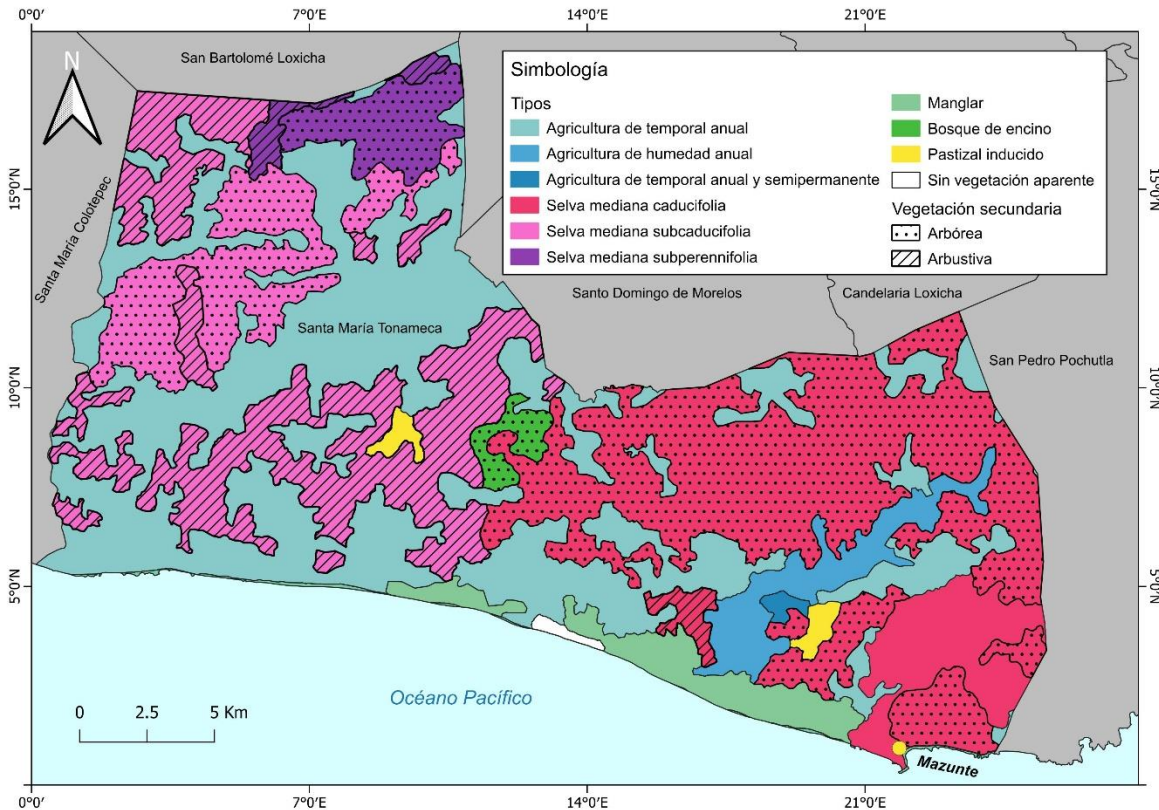 0°0′ 7°0′E 14°0′E 21°0′E
N
San Bartolomé Loxicha
Santa María Colotepec
Simbología
Tipos
Agricultura de temporal anual
Agricultura de humedad anual
Agricultura de temporal anual y semipermanente
Selva mediana caducifolia
Selva mediana subcaducifolia
Selva mediana subperennifolia
Manglar
Bosque de encino
Pastizal inducido
Sin vegetación aparente
Vegetación secundaria
Arbórea
Arbustiva
15°0′N 15°0′N
Santo Domingo de Morelos
Candelaria Loxicha
Santa María Tonameca
San Pedro Pochutla
10°0′N 10°0′N
5°0′N 5°0′N
Océano Pacífico
0 2.5 5 Km
Mazunte
0°0′ 7°0′E 14°0′E 21°0′E